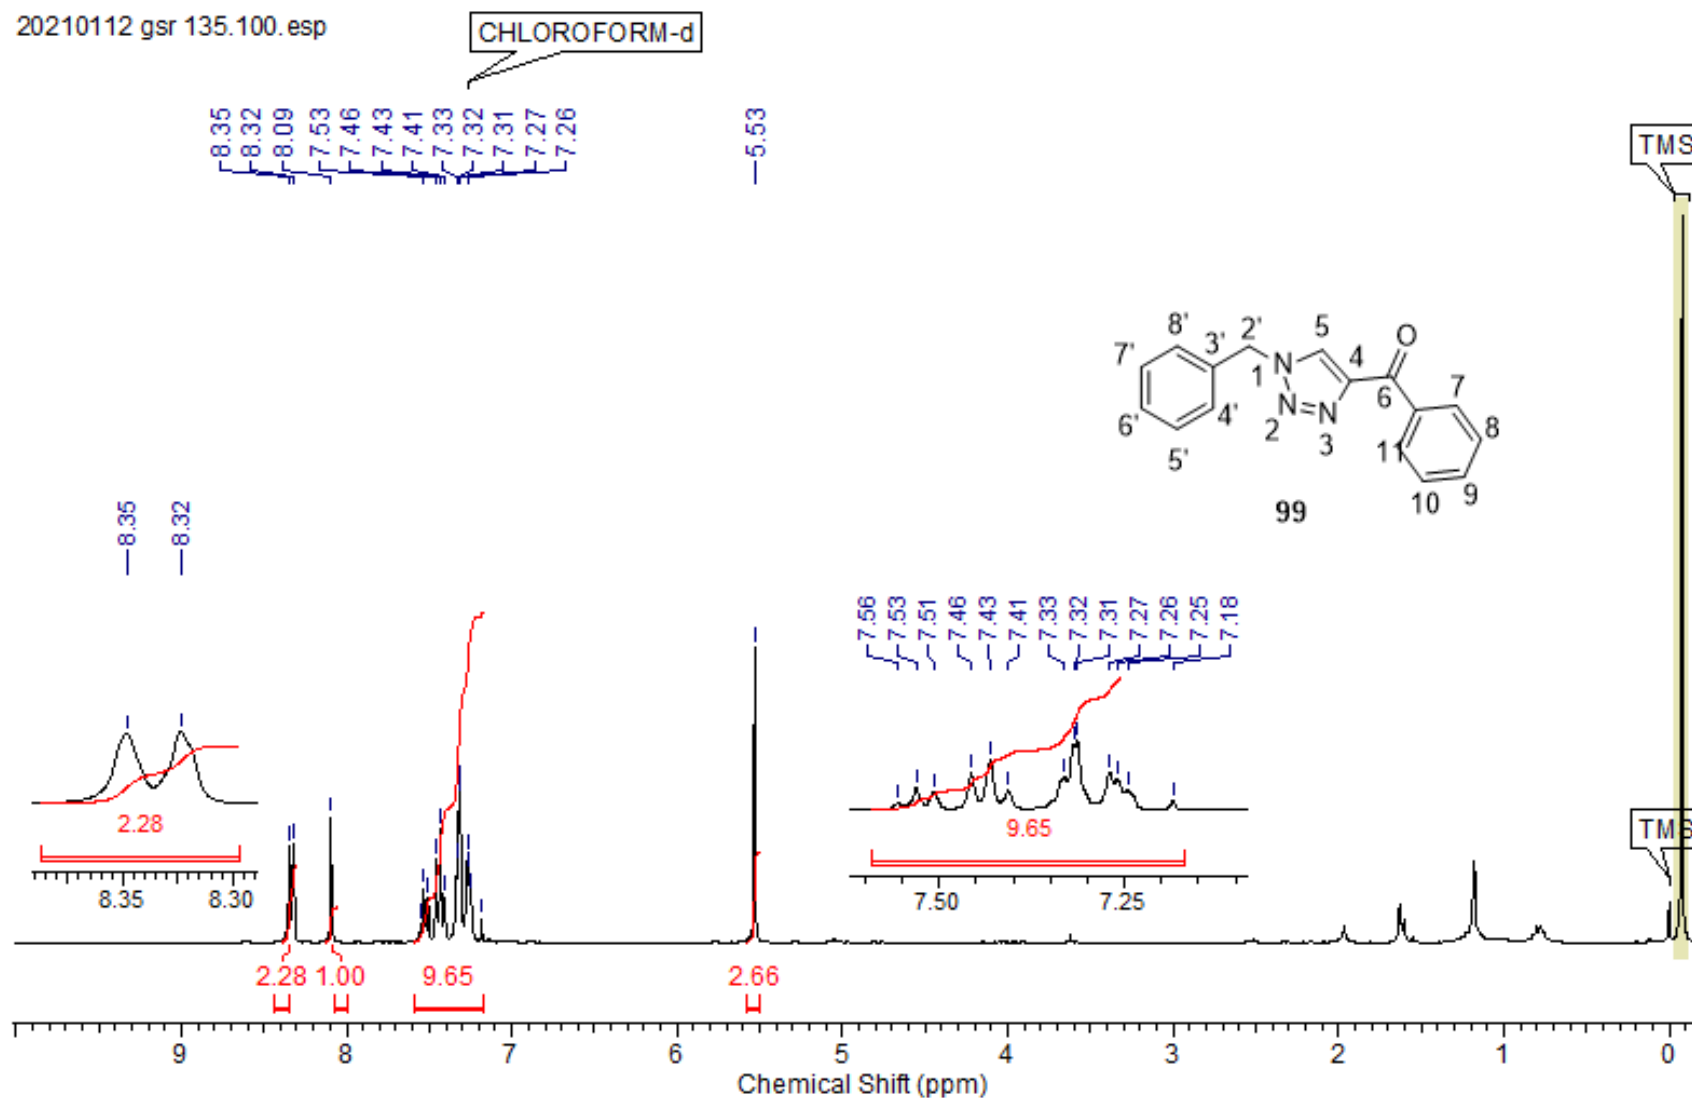 20210112 gsr 135.100.esp
CHLOROFORM-d
8.35
8.32
8.09
7.53
7.46
7.43
7.41
7.33
7.32
7.31
7.27
7.26
5.53
TMS
8' 2' 5 O
7' 3' 4
N 1 6 7
6' 4' N N 8
5' 2 3 11
10 9
99
8.35
8.32
7.56
7.53
7.51
7.46
7.43
7.41
7.33
7.32
7.31
7.27
7.26
7.25
7.18
2.28
9.65
TMS
8.35 8.30
7.50 7.25
2.28 1.00 9.65 2.66
9 8 7 6 5 4 3 2 1 0
Chemical Shift (ppm)